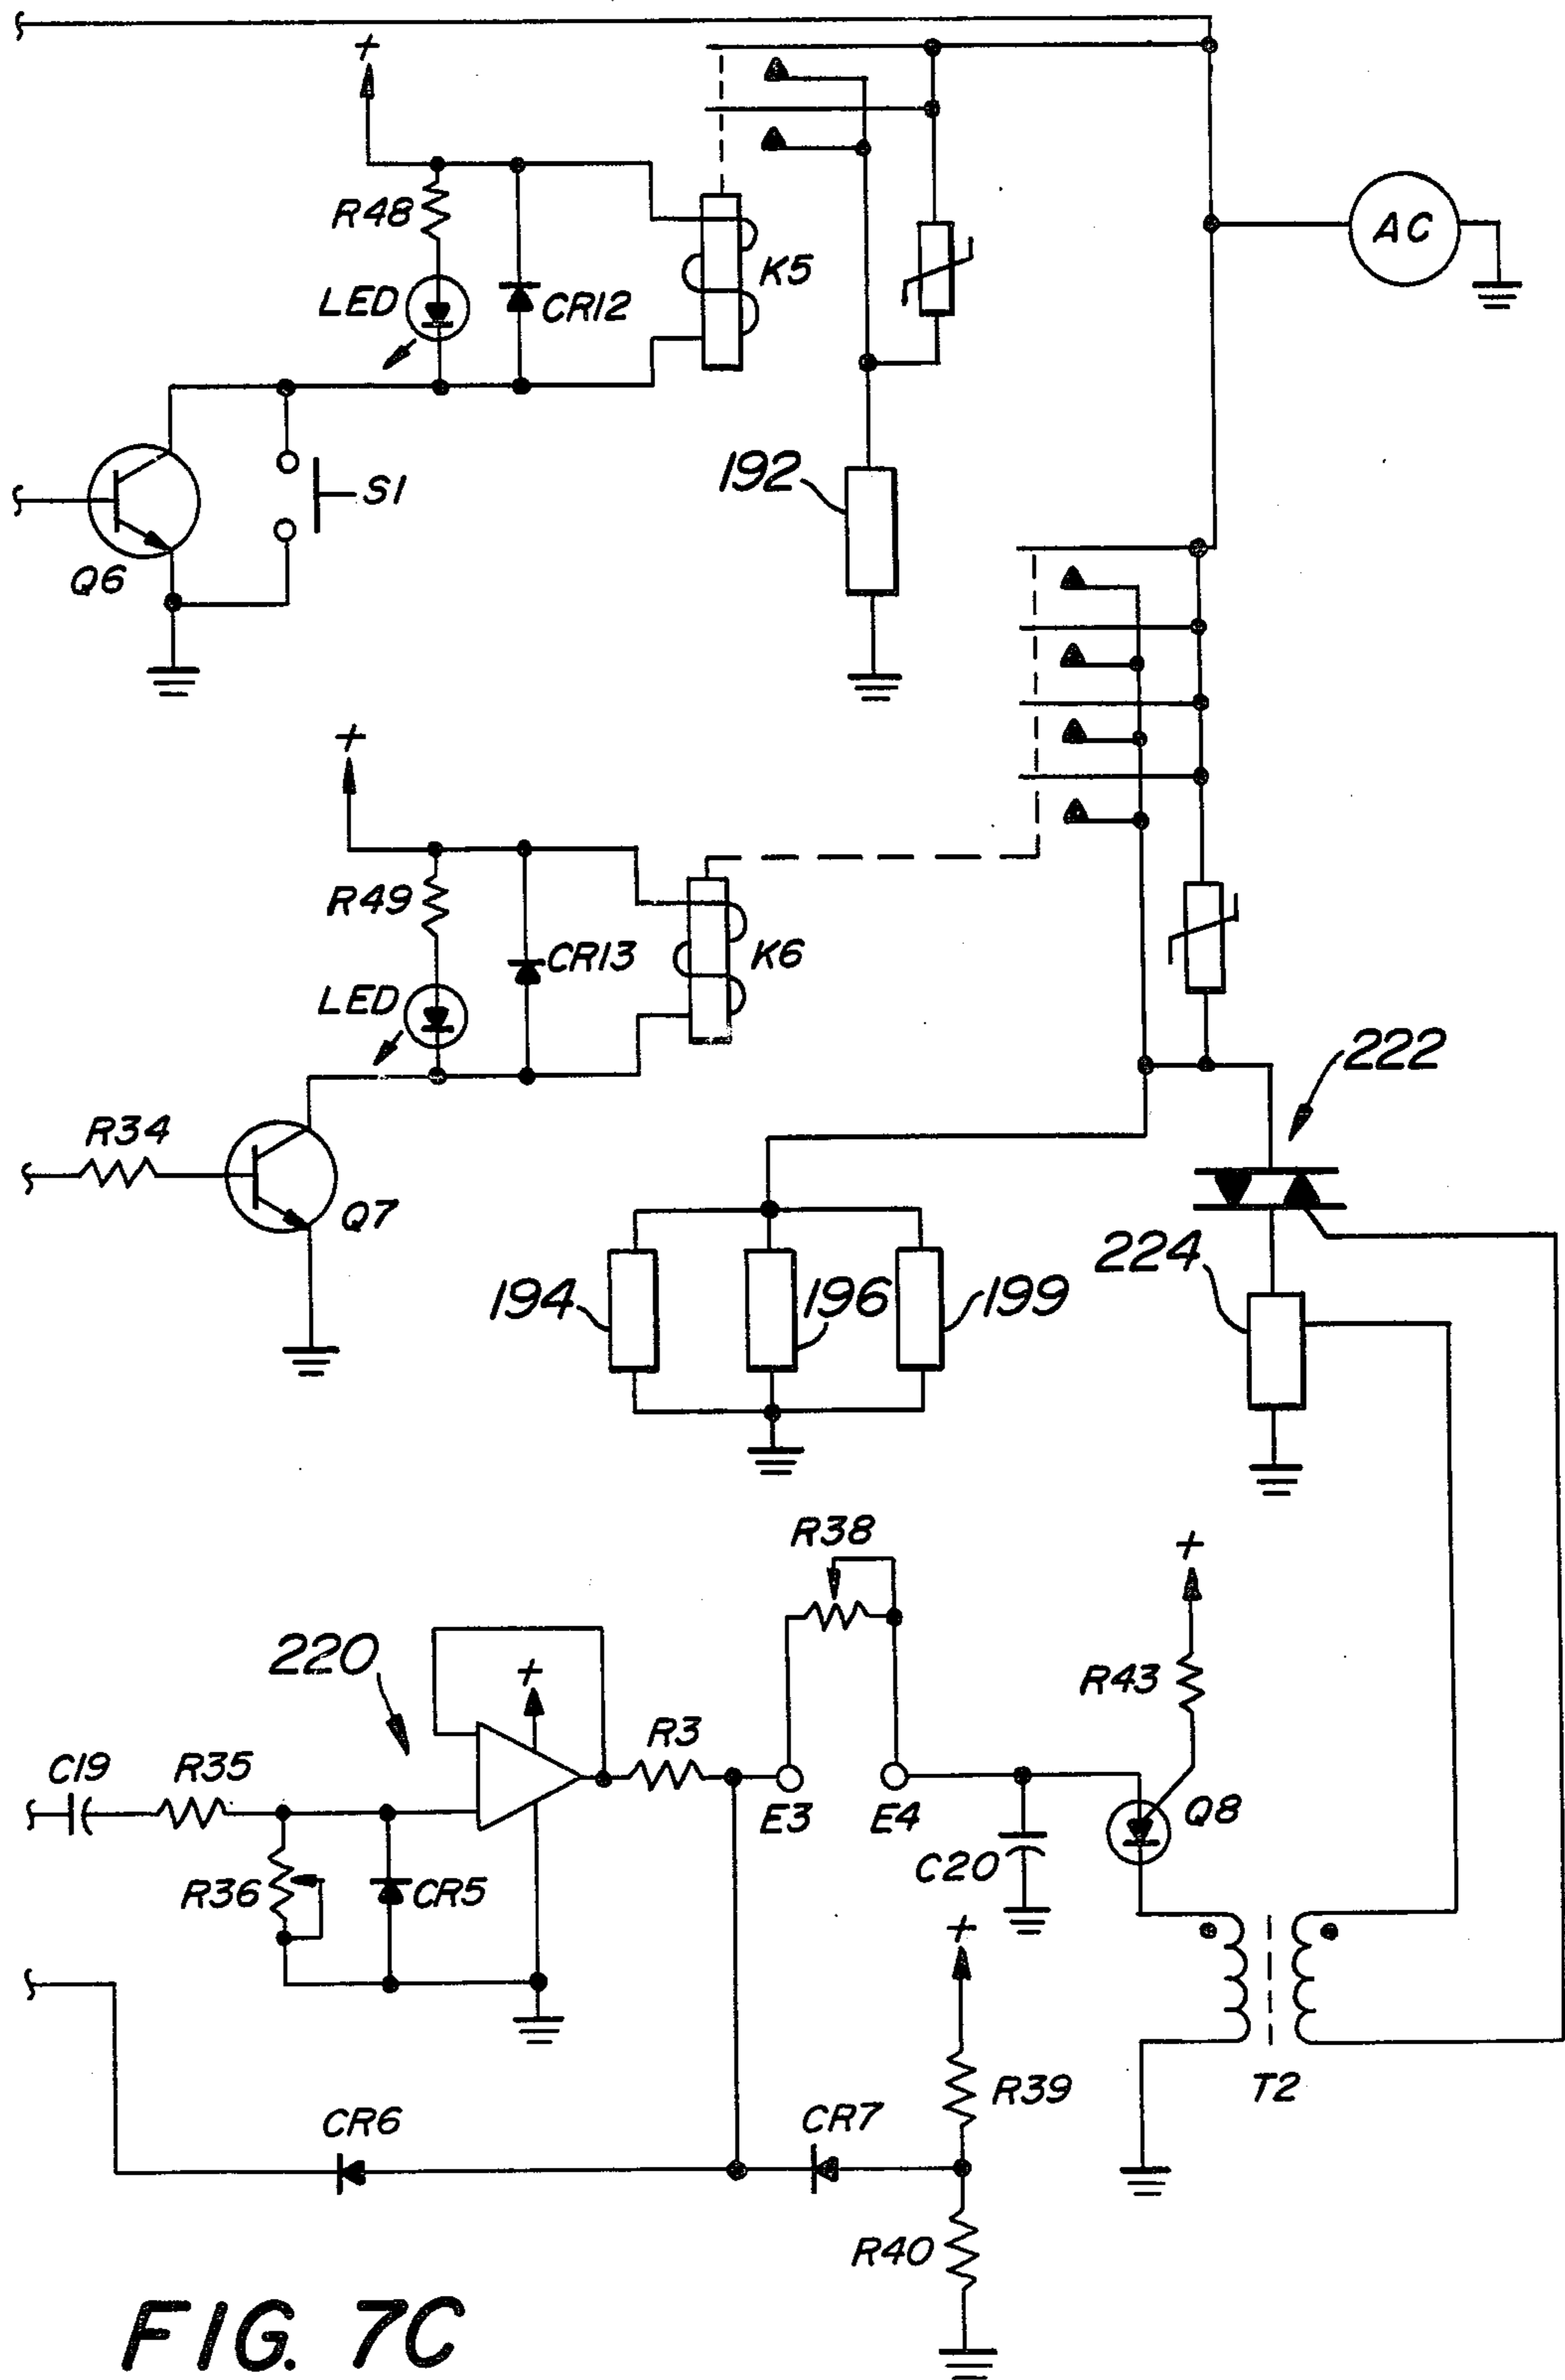 +
R48
K5
AC
LED
CR12
192
S1
Q6
+
R49
CR13
K6
LED
222
R34
Q7
224
194
196
199
R38
+
220
+
R43
R3
C19
R35
Q8
E3
E4
C20
R36
CR5
+
R39
T2
CR6
CR7
R40
FIG. 7C